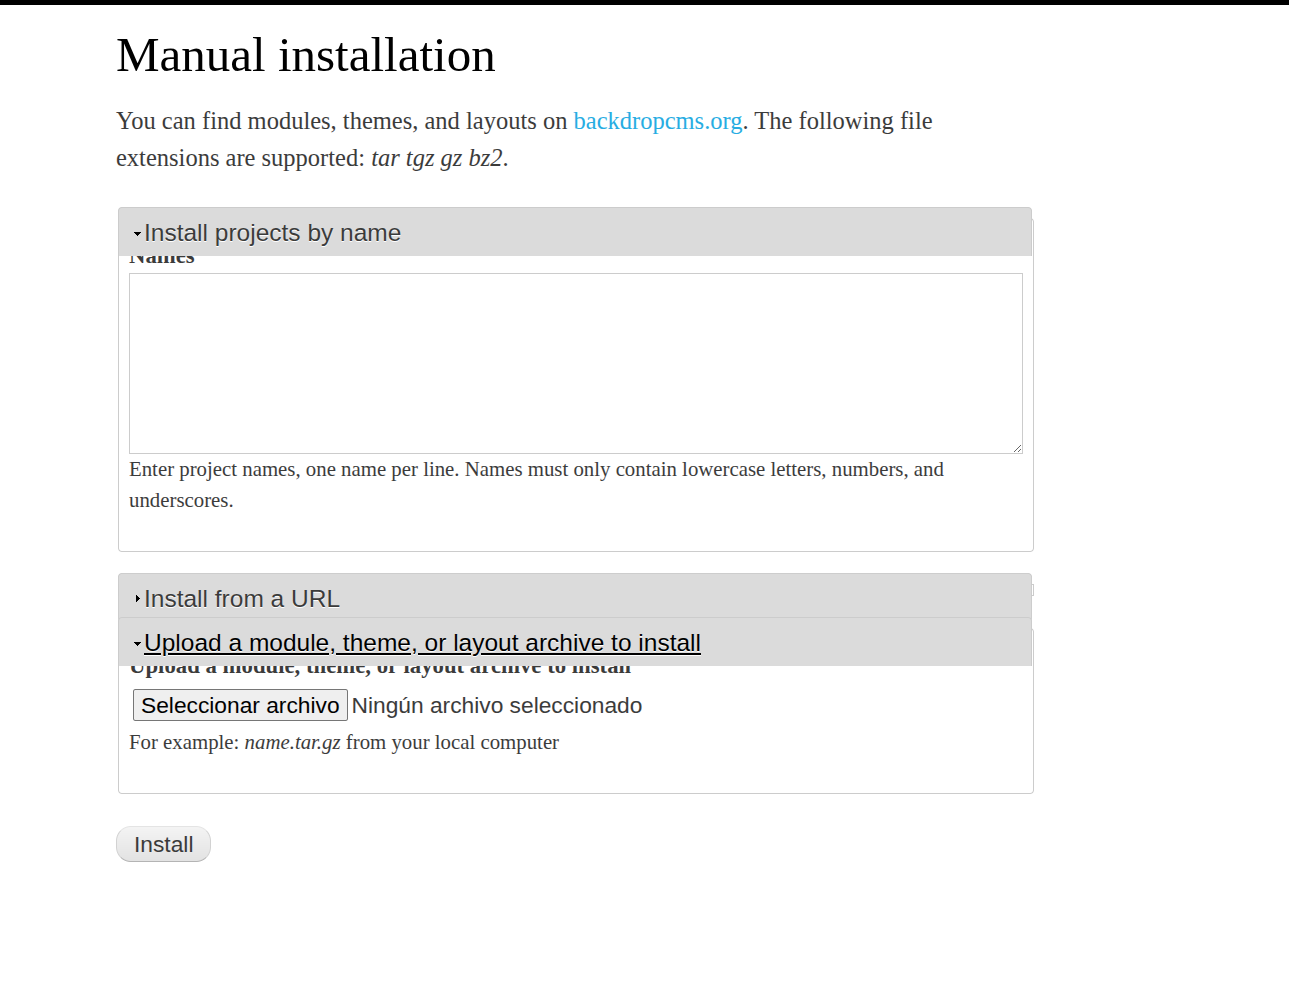 Manual installation
You can find modules, themes, and layouts on backdropcms.org. The following file
extensions are supported: tar tgz gz bz2.
Install projects by name
Names
Enter project names, one name per line. Names must only contain lowercase letters, numbers, and
underscores.
Install from a URL
Upload a module, theme, or layout archive to install
Upload a module, theme, or layout archive to install
Seleccionar archivo Ningún archivo seleccionado
For example: name.tar.gz from your local computer
Install